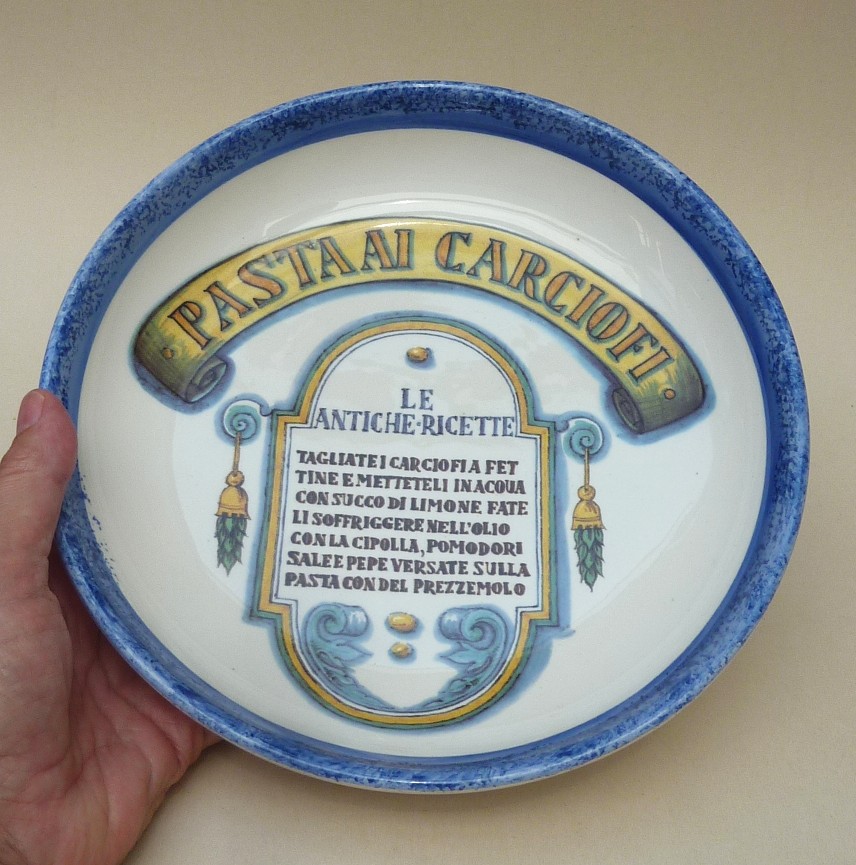 PASTA AI CARCIOFI
LE
ANTICHE·RICETTE
TAGLIATE I CARCIOFI A FET
TINE E METTETELI IN ACQUA
CON SUCCO DI LIMONE FATE
LI SOFFRIGGERE NELL'OLIO
CON LA CIPOLLA, POMODORI
SALE E PEPE VERSATE SULLA
PASTA CON DEL PREZZEMOLO